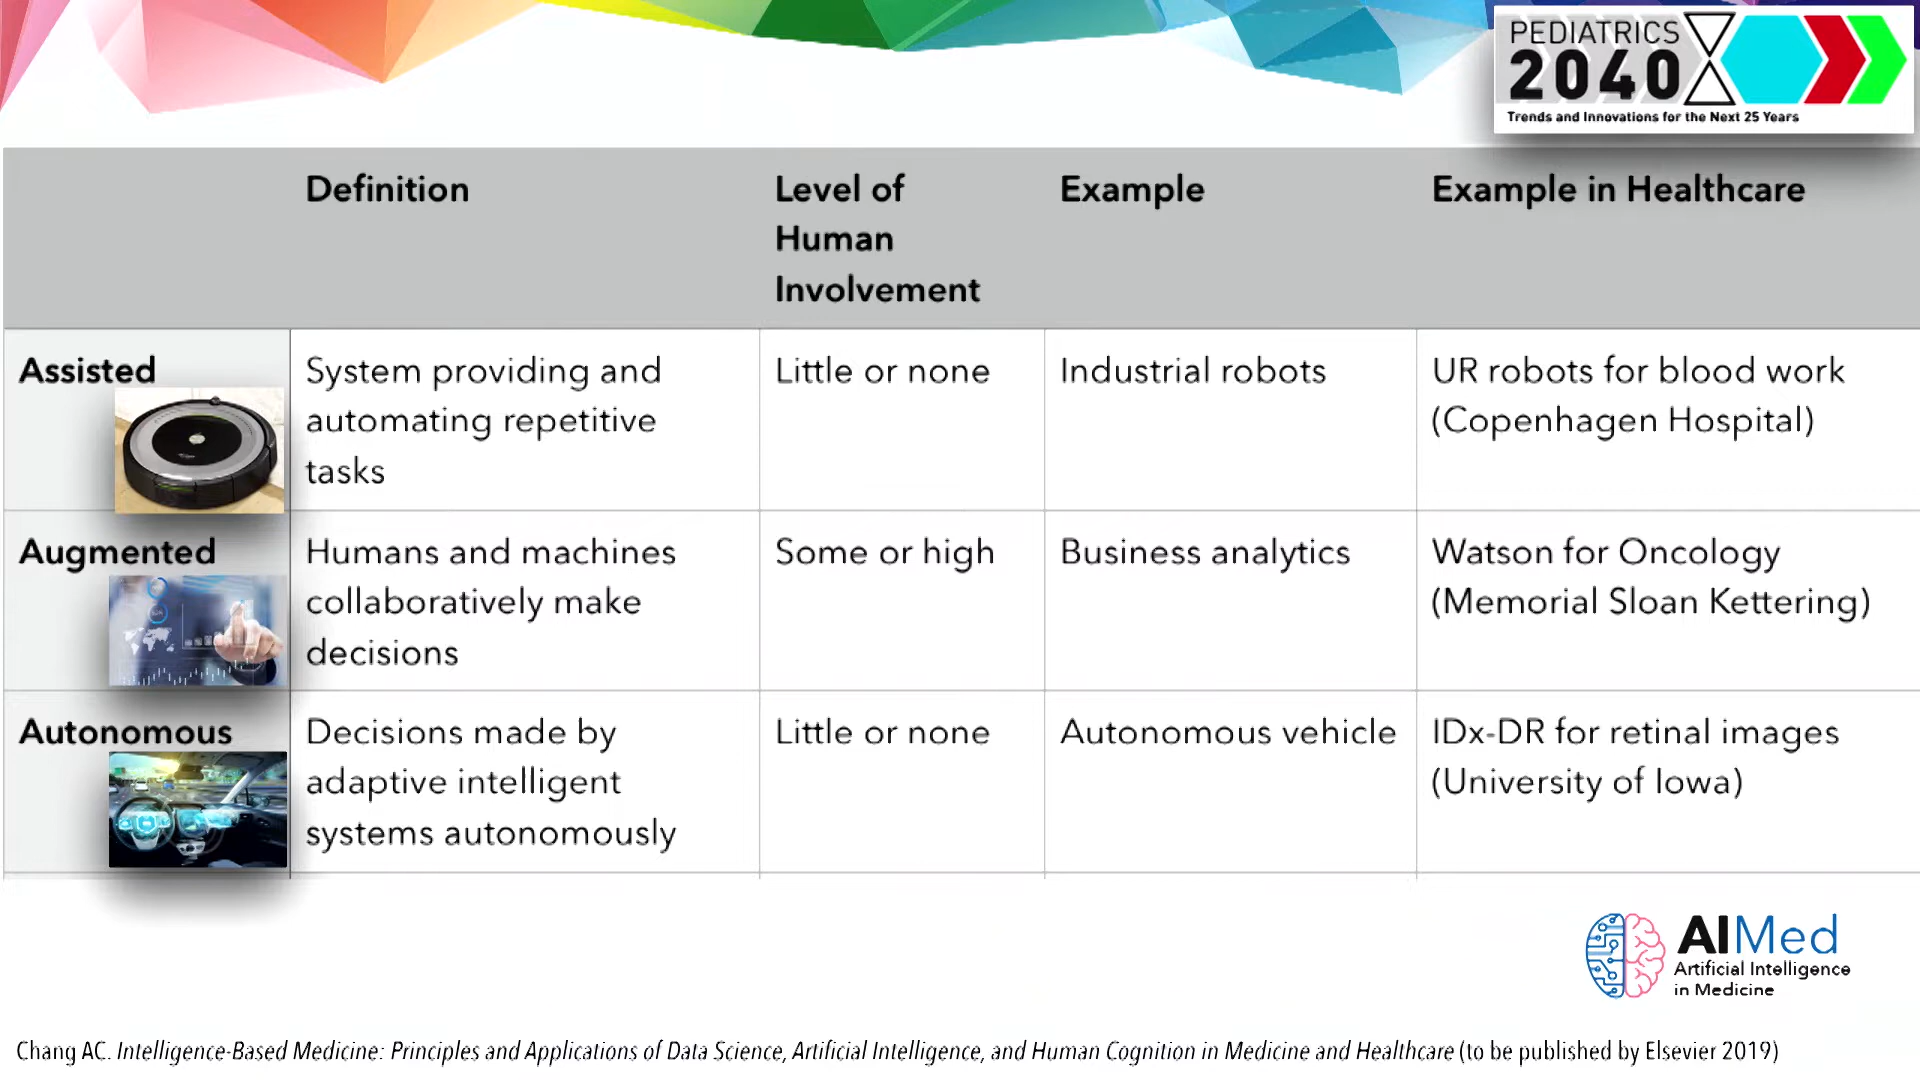 PEDIATRICS
2040
Trends and Innovations for the Next 25 Years
Definition
Level of
Human
Involvement
Example
Example in Healthcare
Assisted
System providing and
automating repetitive
tasks
Little or none
Industrial robots
UR robots for blood work
(Copenhagen Hospital)
Augmented
Humans and machines
collaboratively make
decisions
Some or high
Business analytics
Watson for Oncology
(Memorial Sloan Kettering)
Autonomous
Decisions made by
adaptive intelligent
systems autonomously
Little or none
Autonomous vehicle
IDx-DR for retinal images
(University of Iowa)
AIMed
Artificial Intelligence
in Medicine
Chang AC. Intelligence-Based Medicine: Principles and Applications of Data Science, Artificial Intelligence, and Human Cognition in Medicine and Healthcare (to be published by Elsevier 2019)